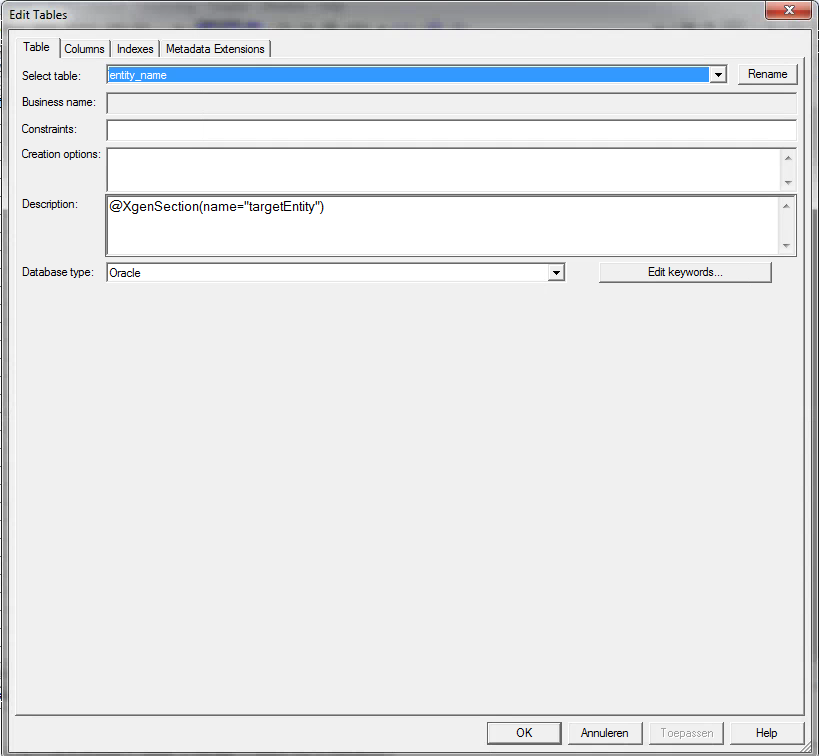 Edit Tables
Table Columns Indexes Metadata Extensions
Select table: entity_name Rename
Business name:
Constraints:
Creation options:
Description: @XgenSection(name="targetEntity")
Database type: Oracle Edit keywords...
OK Annuleren Toepassen Help